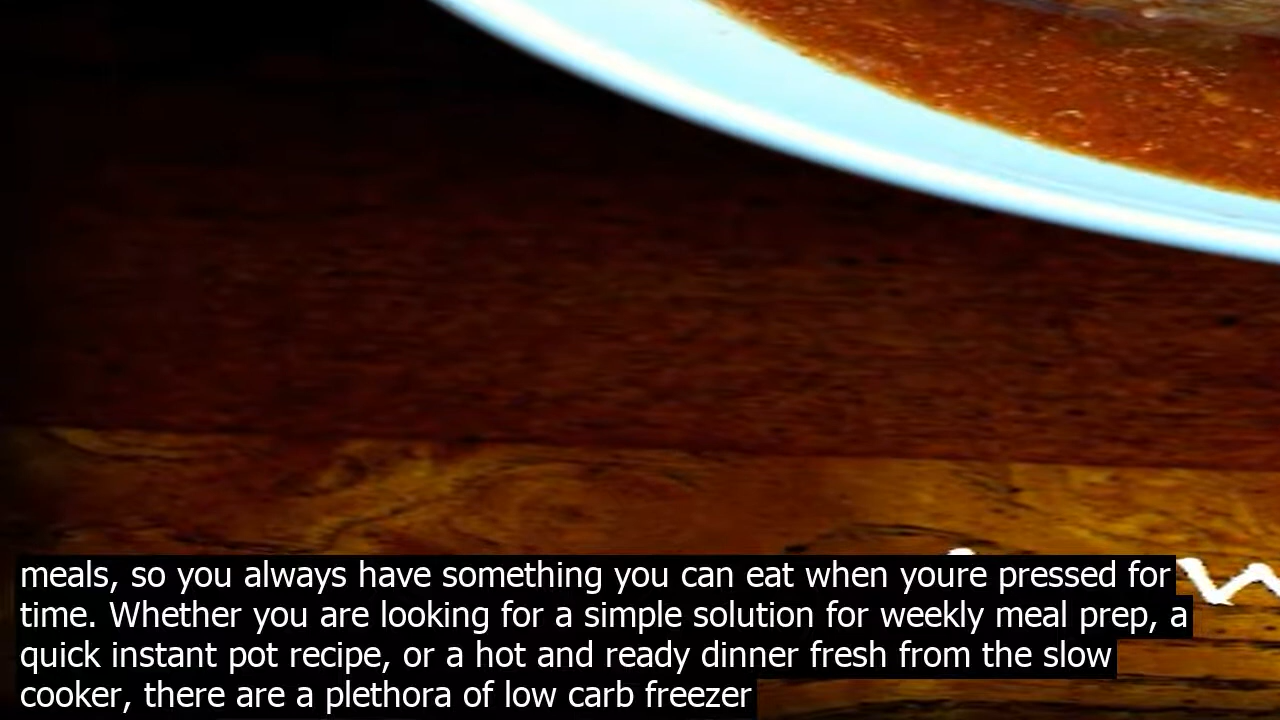 meals, so you always have something you can eat when youre pressed for
time. Whether you are looking for a simple solution for weekly meal prep, a
quick instant pot recipe, or a hot and ready dinner fresh from the slow
cooker, there are a plethora of low carb freezer